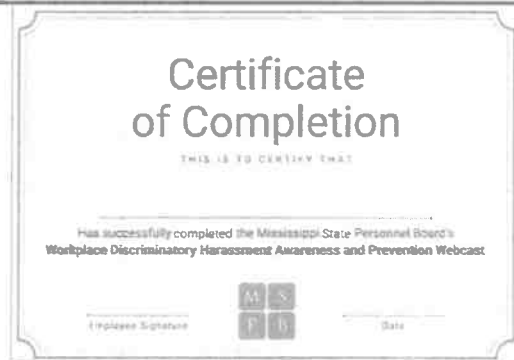 Certificate
of Completion
THIS IS TO CERTIFY THAT
Has successfully completed the Mississippi State Personnel Board's
Workplace Discriminatory Harassment Awareness and Prevention Webcast
M S
P B
Employee Signature
Date